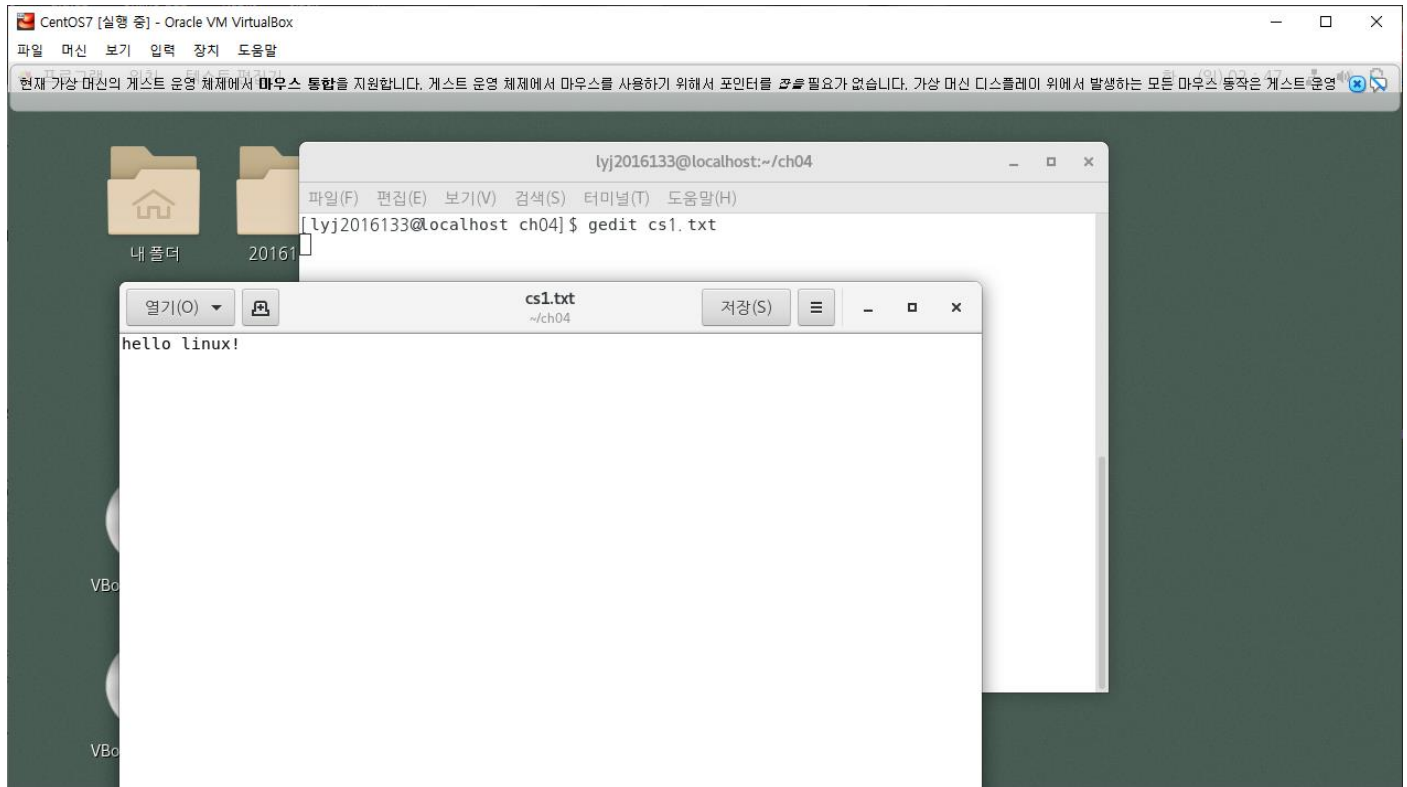 CentOS7 [실행 중] - Oracle VM VirtualBox
파일 머신 보기 입력 장치 도움말
현재 가상 머신의 게스트 운영 체제에서 마우스 통합을 지원합니다. 게스트 운영 체제에서 마우스를 사용하기 위해서 포인터를 잡을 필요가 없습니다. 가상 머신 디스플레이 위에서 발생하는 모든 마우스 동작은 게스트 운영
lyj2016133@localhost:~/ch04
파일(F) 편집(E) 보기(V) 검색(S) 터미널(T) 도움말(H)
[lyj2016133@localhost ch04]$ gedit cs1.txt
내 폴더
20161
열기(O)
cs1.txt
~/ch04
저장(S)
hello linux!
VBo
VBo